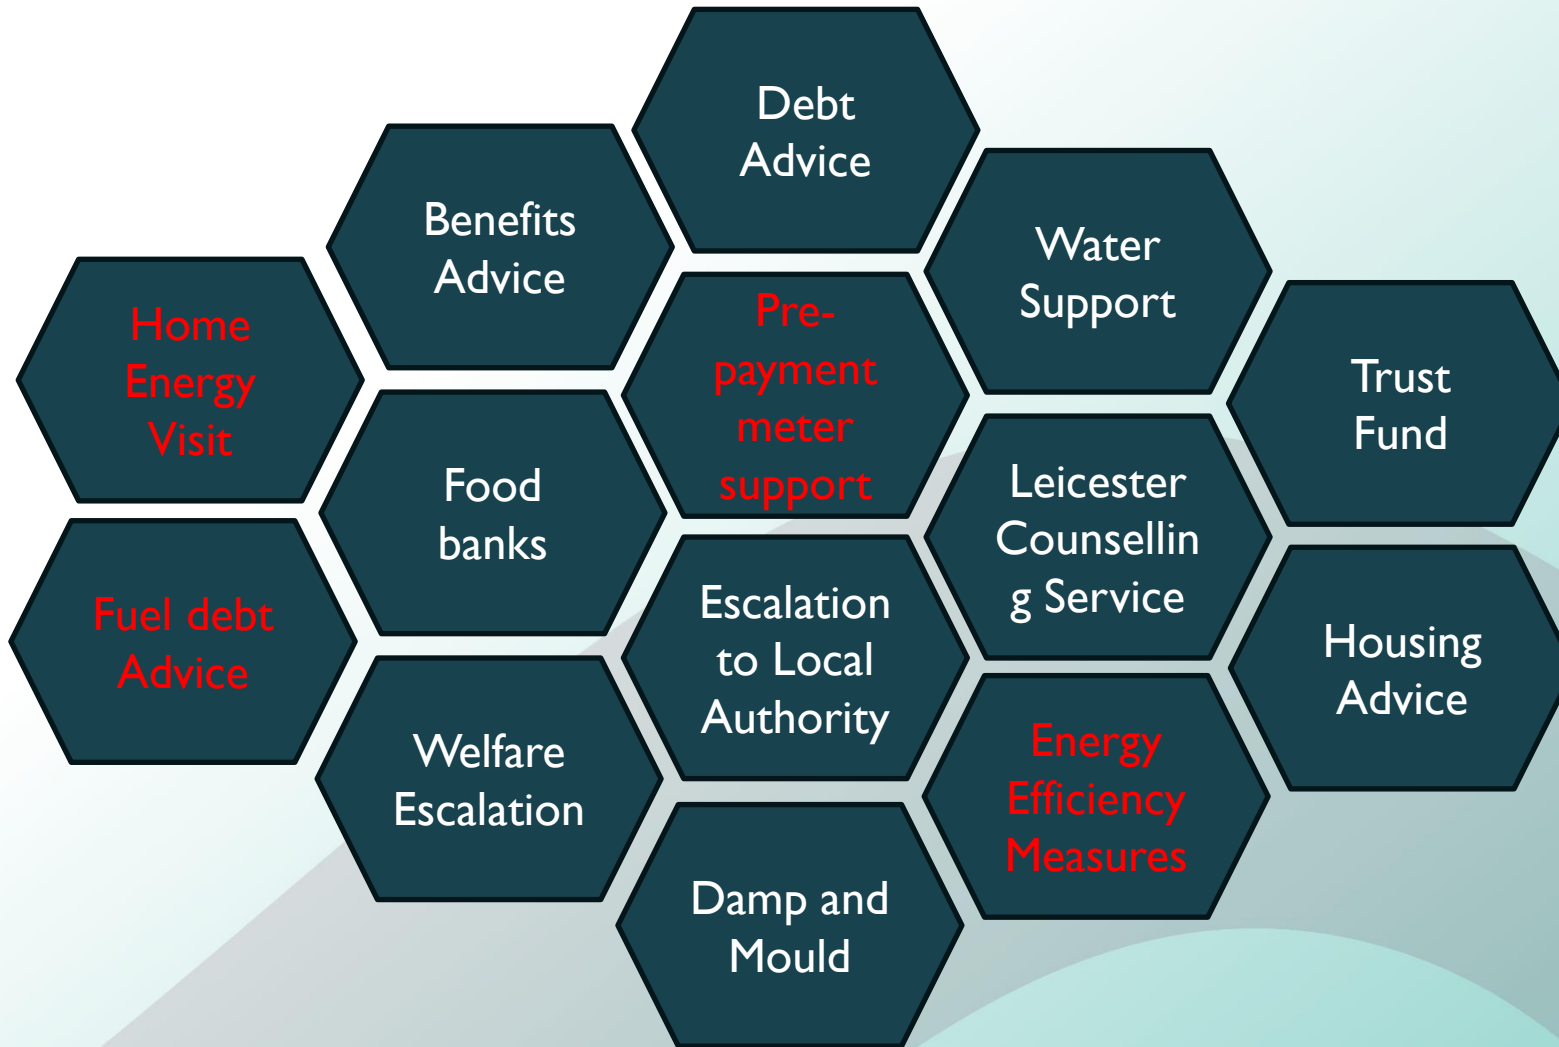 Debt
Advice
Benefits
Advice
Water
Support
Home
Energy
Visit
Pre-
payment
meter
support
Trust
Fund
Food
banks
Leicester
Counsellin
g Service
Fuel debt
Advice
Escalation
to Local
Authority
Housing
Advice
Welfare
Escalation
Energy
Efficiency
Measures
Damp and
Mould